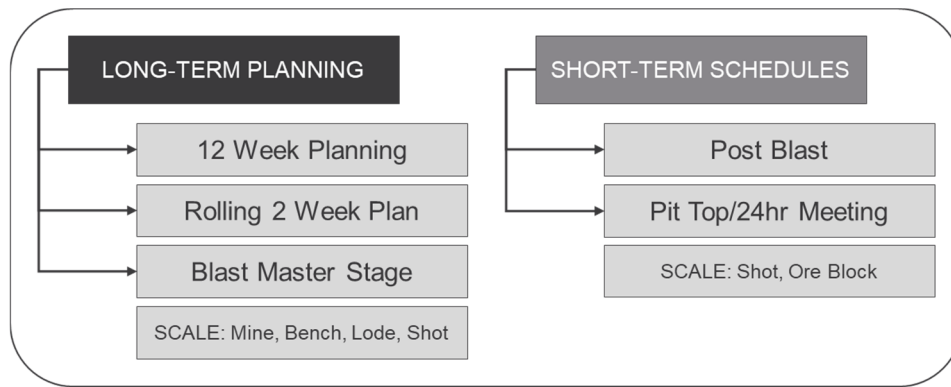 LONG-TERM PLANNING
12 Week Planning
Rolling 2 Week Plan
Blast Master Stage
SCALE: Mine, Bench, Lode, Shot
SHORT-TERM SCHEDULES
Post Blast
Pit Top/24hr Meeting
SCALE: Shot, Ore Block